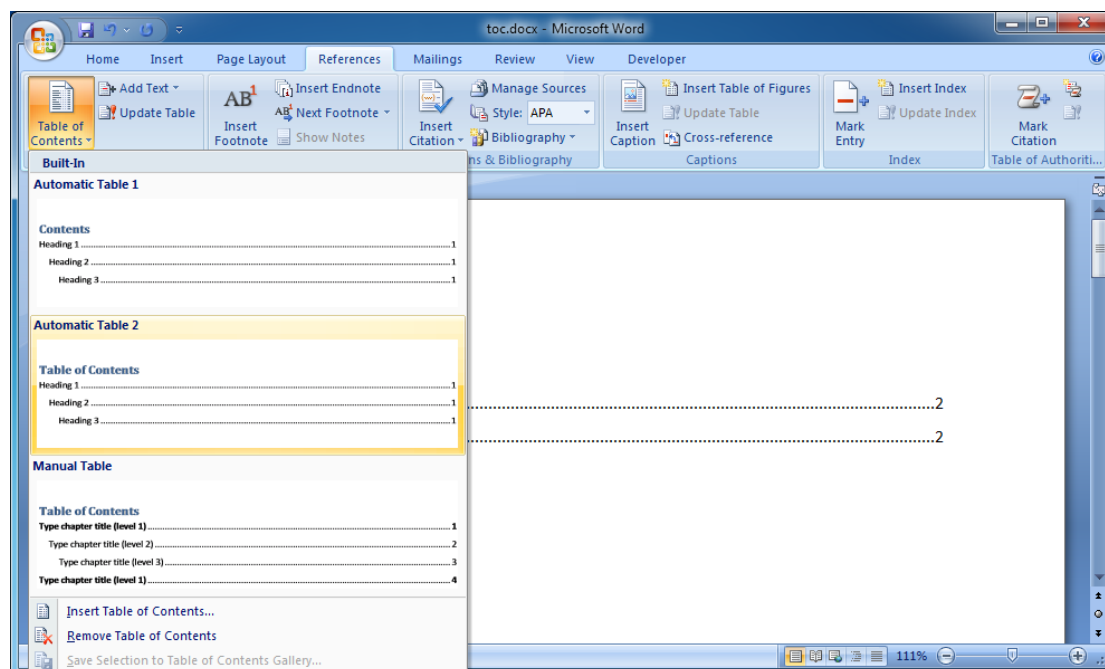 toc.docx - Microsoft Word
Home Insert Page Layout References Mailings Review View Developer
Table of Contents
Add Text
Update Table
AB1
Insert Footnote
Insert Endnote
AB1 Next Footnote
Show Notes
Insert Citation
Manage Sources
Style: APA
Bibliography
ns & Bibliography
Insert Caption
Insert Table of Figures
Update Table
Cross-reference
Captions
Mark Entry
Insert Index
Update Index
Index
Mark Citation
Table of Authoriti...
Built-In
Automatic Table 1
Contents
Heading 1 ... 1
Heading 2 ... 1
Heading 3 ... 1
Automatic Table 2
Table of Contents
Heading 1 ... 1
Heading 2 ... 1
Heading 3 ... 1
Manual Table
Table of Contents
Type chapter title (level 1) ... 1
Type chapter title (level 2) ... 2
Type chapter title (level 3) ... 3
Type chapter title (level 1) ... 4
Insert Table of Contents...
Remove Table of Contents
Save Selection to Table of Contents Gallery...
...2
...2
111%